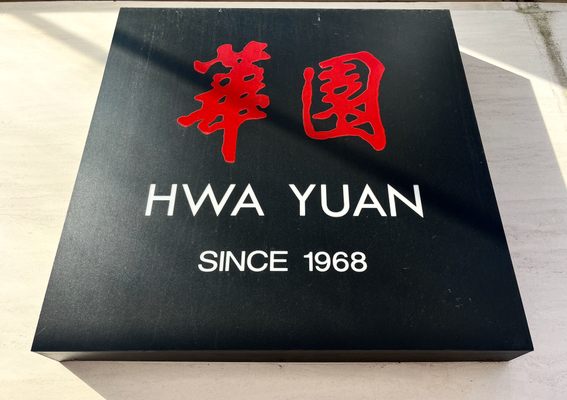 華園
HWA YUAN
SINCE 1968